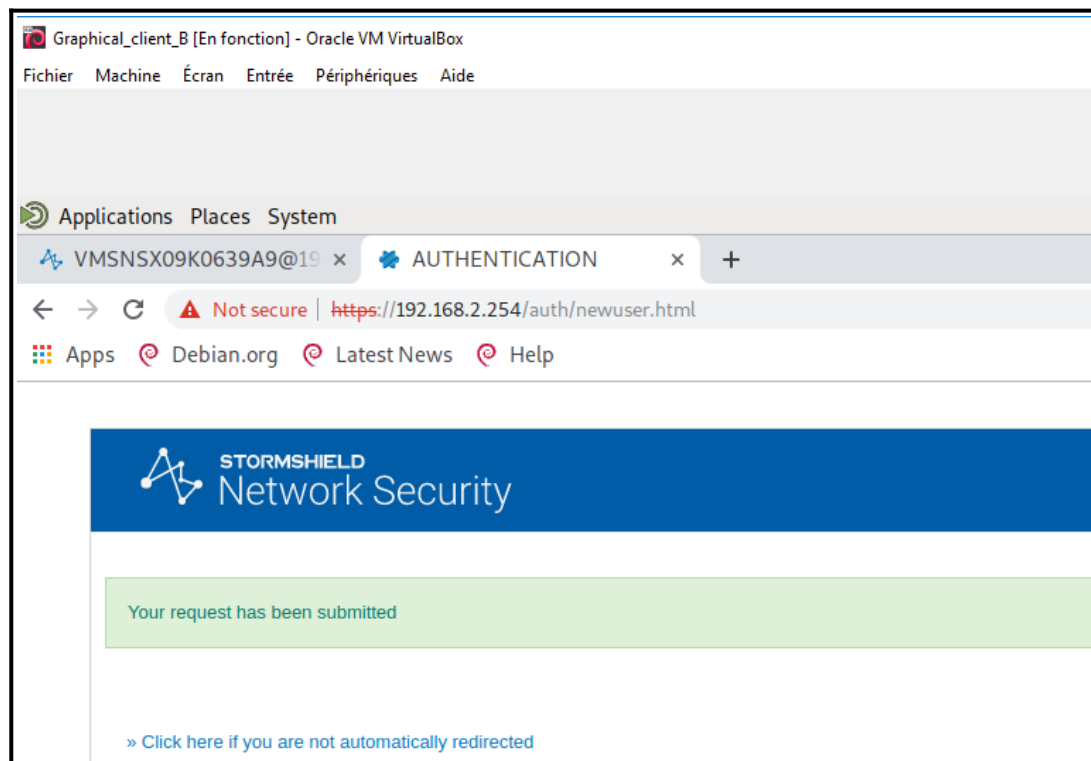 Graphical_client_B [En fonction] - Oracle VM VirtualBox
Fichier Machine Écran Entrée Périphériques Aide
Applications Places System
VMSNSX09K0639A9@19 × AUTHENTICATION × +
Not secure | https://192.168.2.254/auth/newuser.html
Apps Debian.org Latest News Help
STORMSHIELD
Network Security
Your request has been submitted
» Click here if you are not automatically redirected